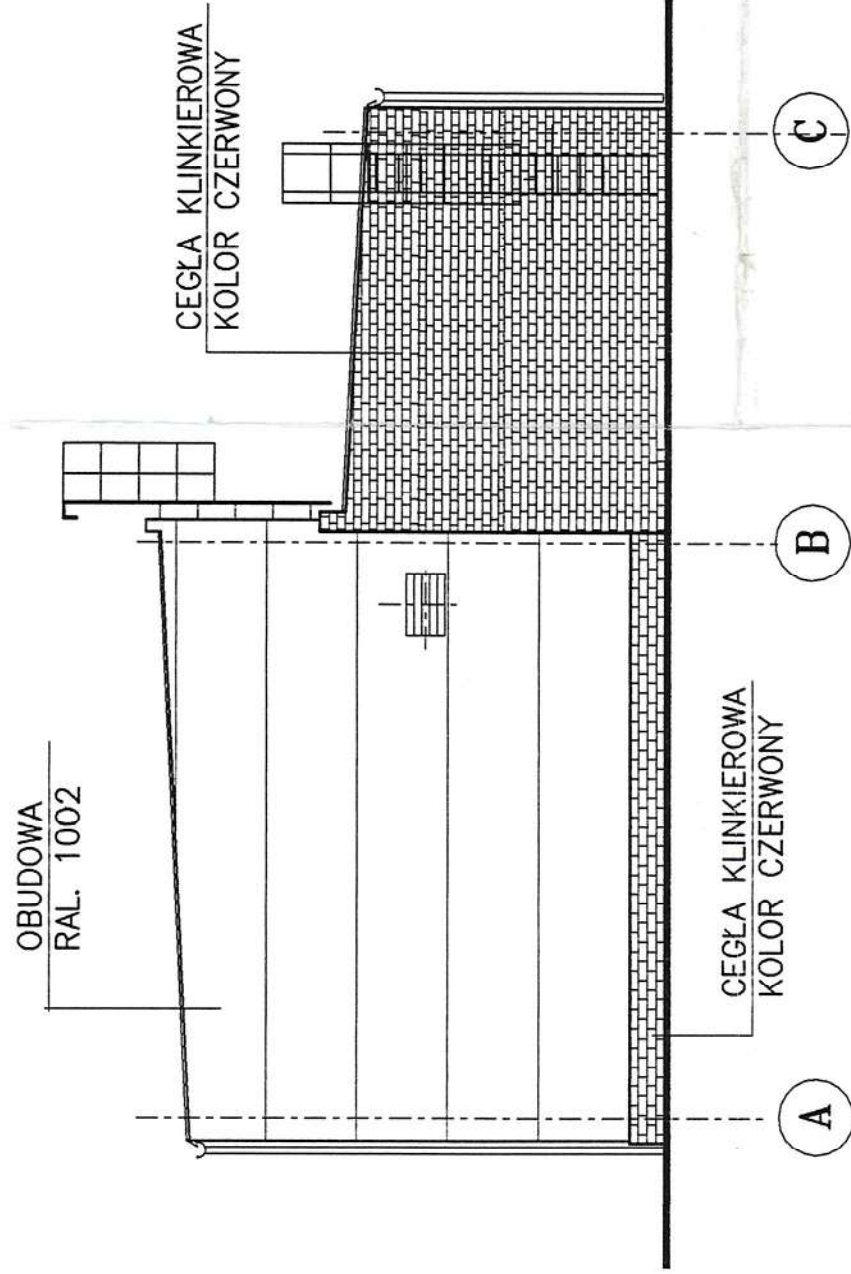 OBUDOWA
RAL. 1002
CEGŁA KLINKIEROWA
KOLOR CZERWONY
CEGŁA KLINKIEROWA
KOLOR CZERWONY
A
B
C